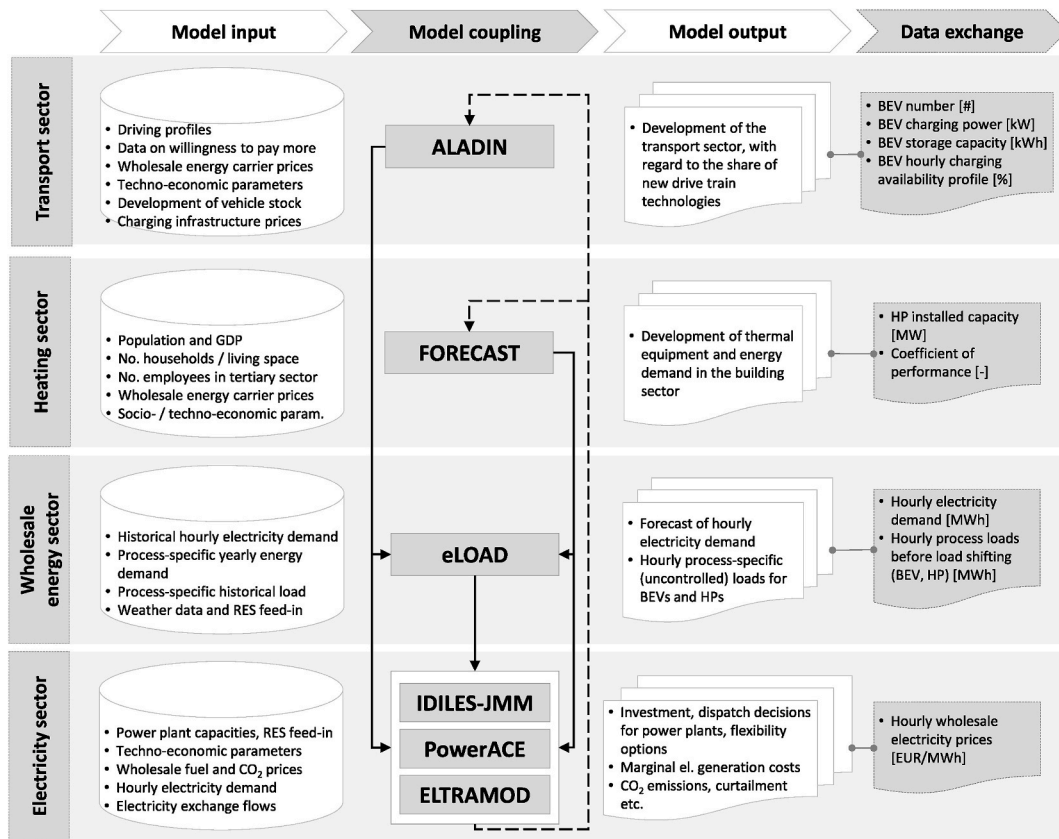 Model input
Model coupling
Model output
Data exchange
Transport sector
• Driving profiles
• Data on willingness to pay more
• Wholesale energy carrier prices
• Techno-economic parameters
• Development of vehicle stock
• Charging infrastructure prices
ALADIN
• Development of the
transport sector, with
regard to the share of
new drive train
technologies
• BEV number [#]
• BEV charging power [kW]
• BEV storage capacity [kWh]
• BEV hourly charging
availability profile [%]
Heating sector
• Population and GDP
• No. households / living space
• No. employees in tertiary sector
• Wholesale energy carrier prices
• Socio- / techno-economic param.
FORECAST
• Development of thermal
equipment and energy
demand in the building
sector
• HP installed capacity
[MW]
• Coefficient of
performance [-]
Wholesale
energy sector
• Historical hourly electricity demand
• Process-specific yearly energy
demand
• Process-specific historical load
• Weather data and RES feed-in
eLOAD
• Forecast of hourly
electricity demand
• Hourly process-specific
(uncontrolled) loads for
BEVs and HPs
• Hourly electricity
demand [MWh]
• Hourly process loads
before load shifting
(BEV, HP) [MWh]
Electricity sector
• Power plant capacities, RES feed-in
• Techno-economic parameters
• Wholesale fuel and CO₂ prices
• Hourly electricity demand
• Electricity exchange flows
IDILES-JMM
PowerACE
ELTRAMOD
• Investment, dispatch decisions
for power plants, flexibility
options
• Marginal el. generation costs
• CO₂ emissions, curtailment
etc.
• Hourly wholesale
electricity prices
[EUR/MWh]